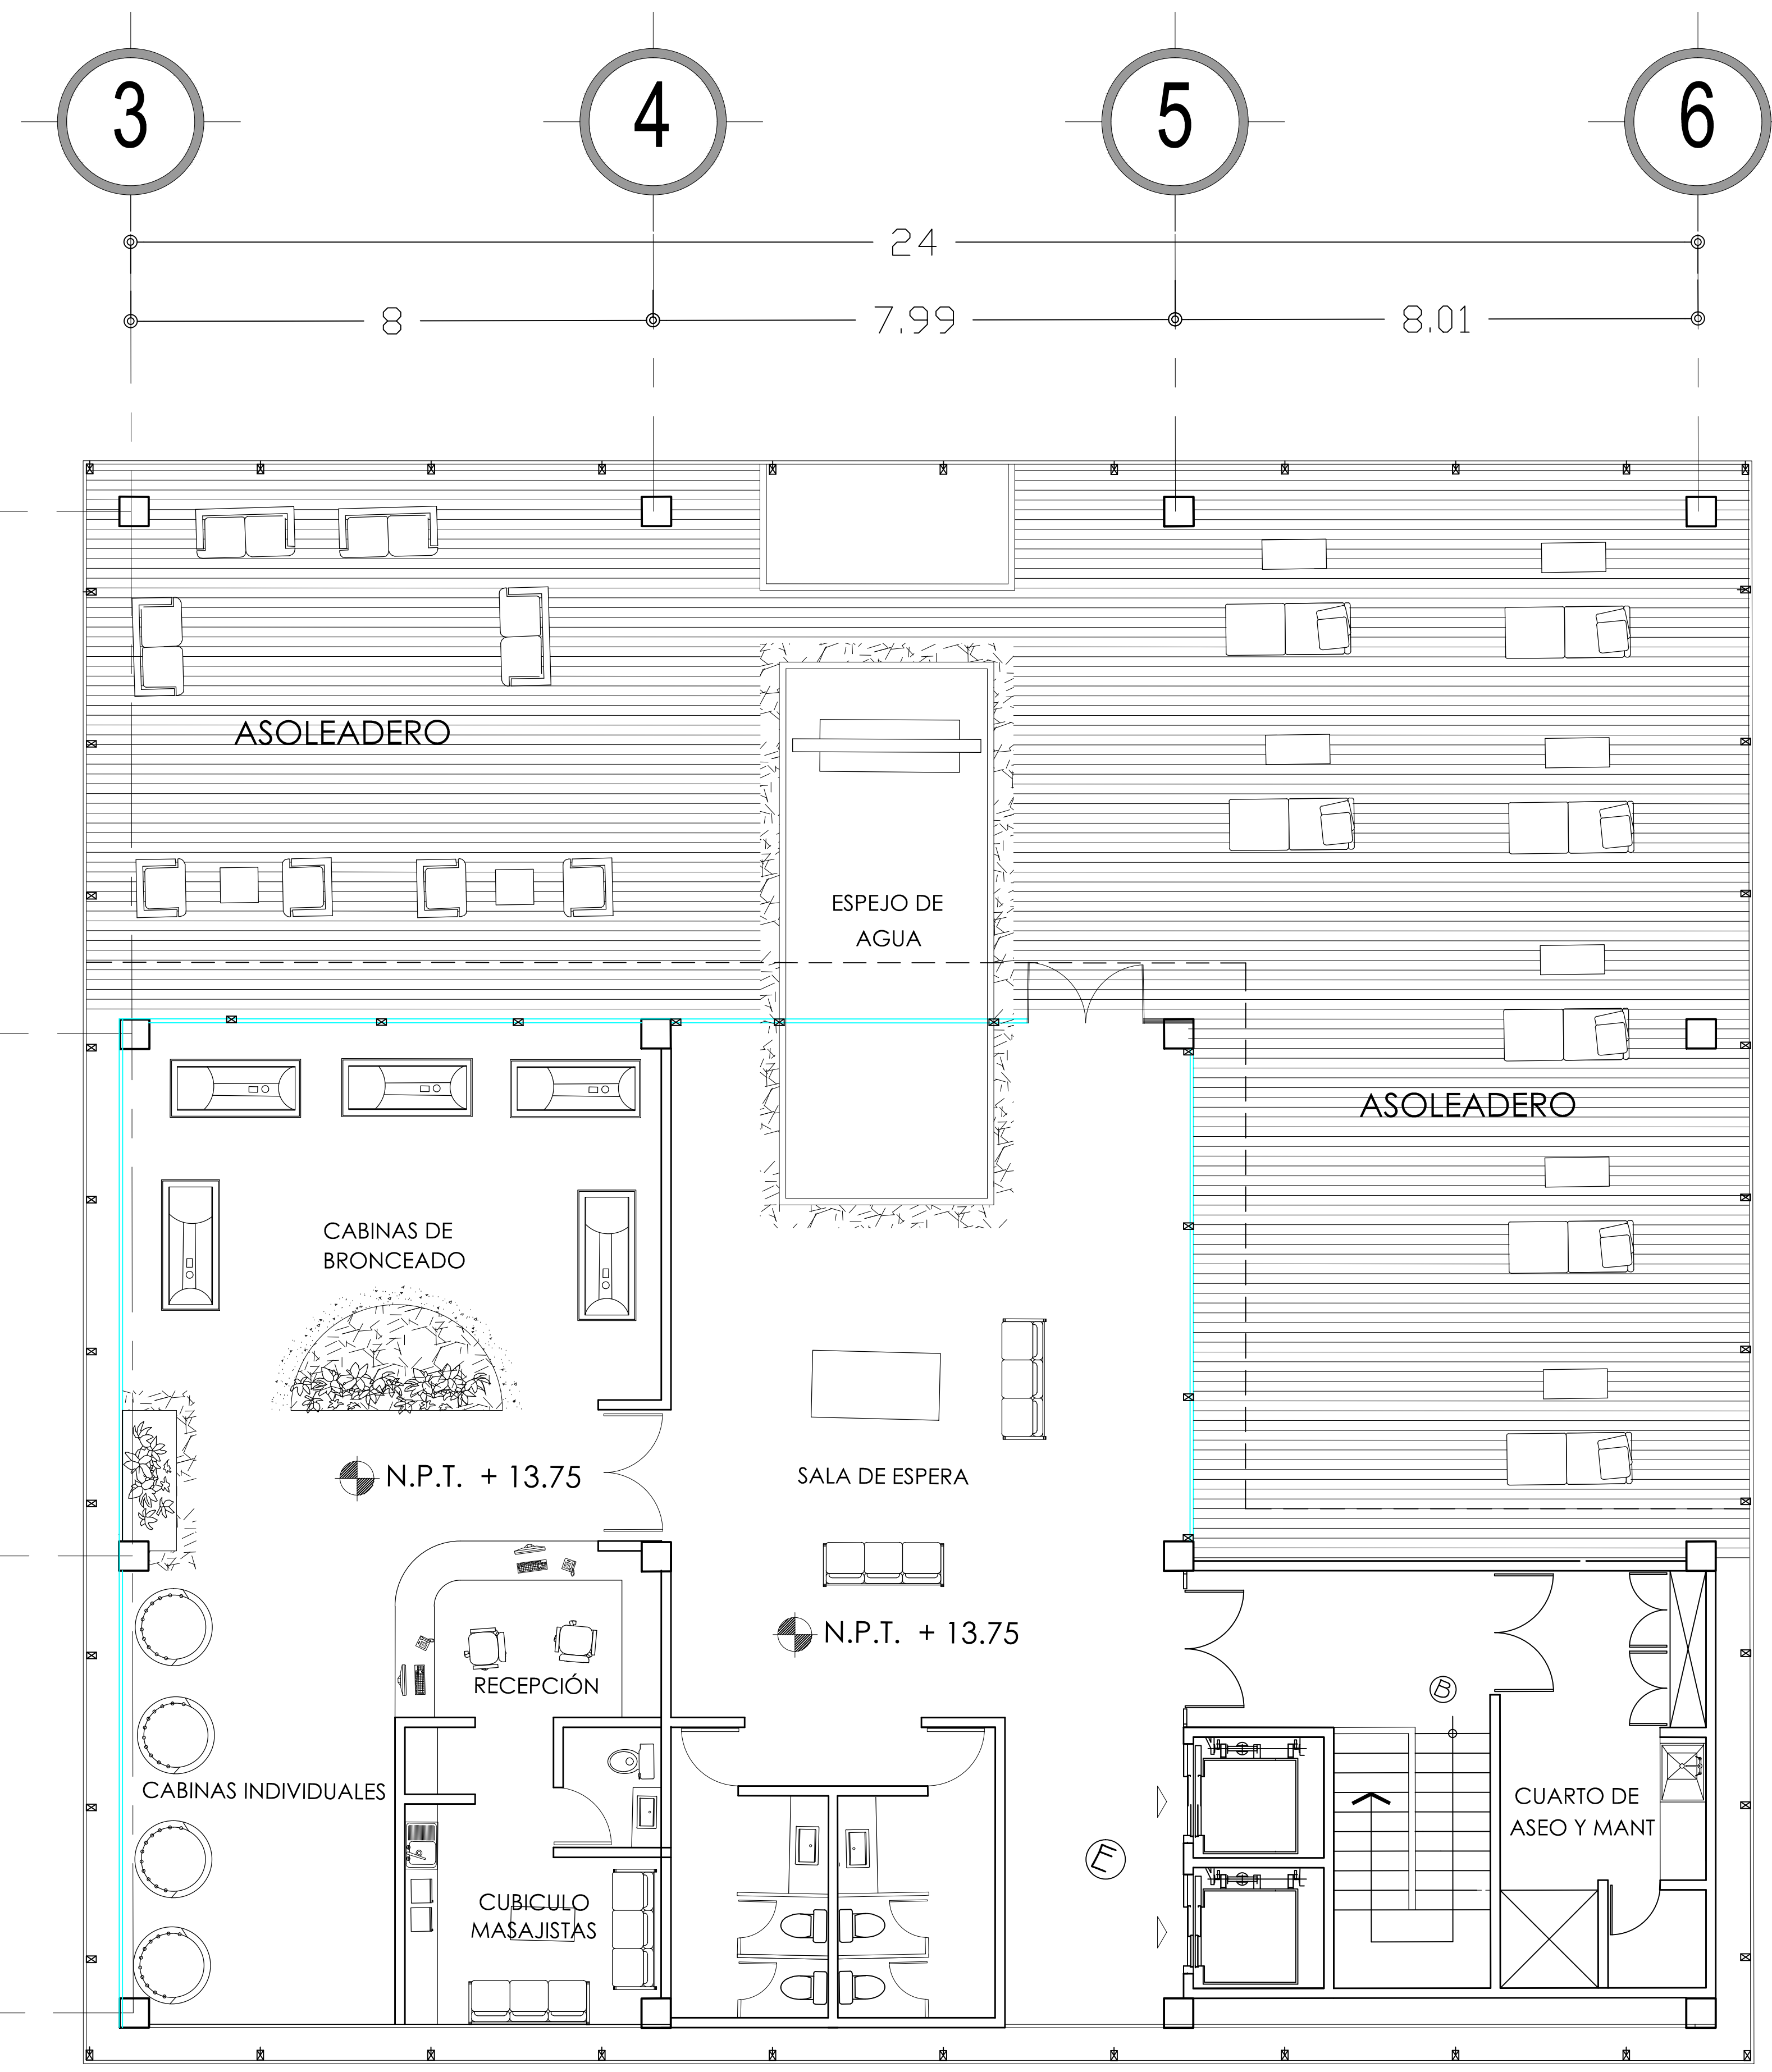 3 4 5 6
24
8 7.99 8.01
ASOLEADERO
ESPEJO DE
AGUA
ASOLEADERO
CABINAS DE
BRONCEADO
N.P.T. + 13.75
SALA DE ESPERA
N.P.T. + 13.75
RECEPCIÓN
B
CABINAS INDIVIDUALES
CUARTO DE
ASEO Y MANT
E
CUBICULO
MASAJISTAS